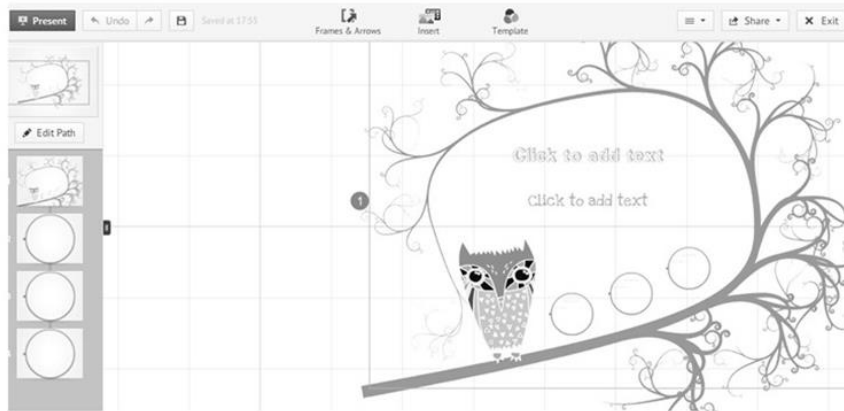 Present
Undo
Saved at 17:55
Frames & Arrows
Insert
Template
Share
Exit
Edit Path
Click to add text
1
Click to add text